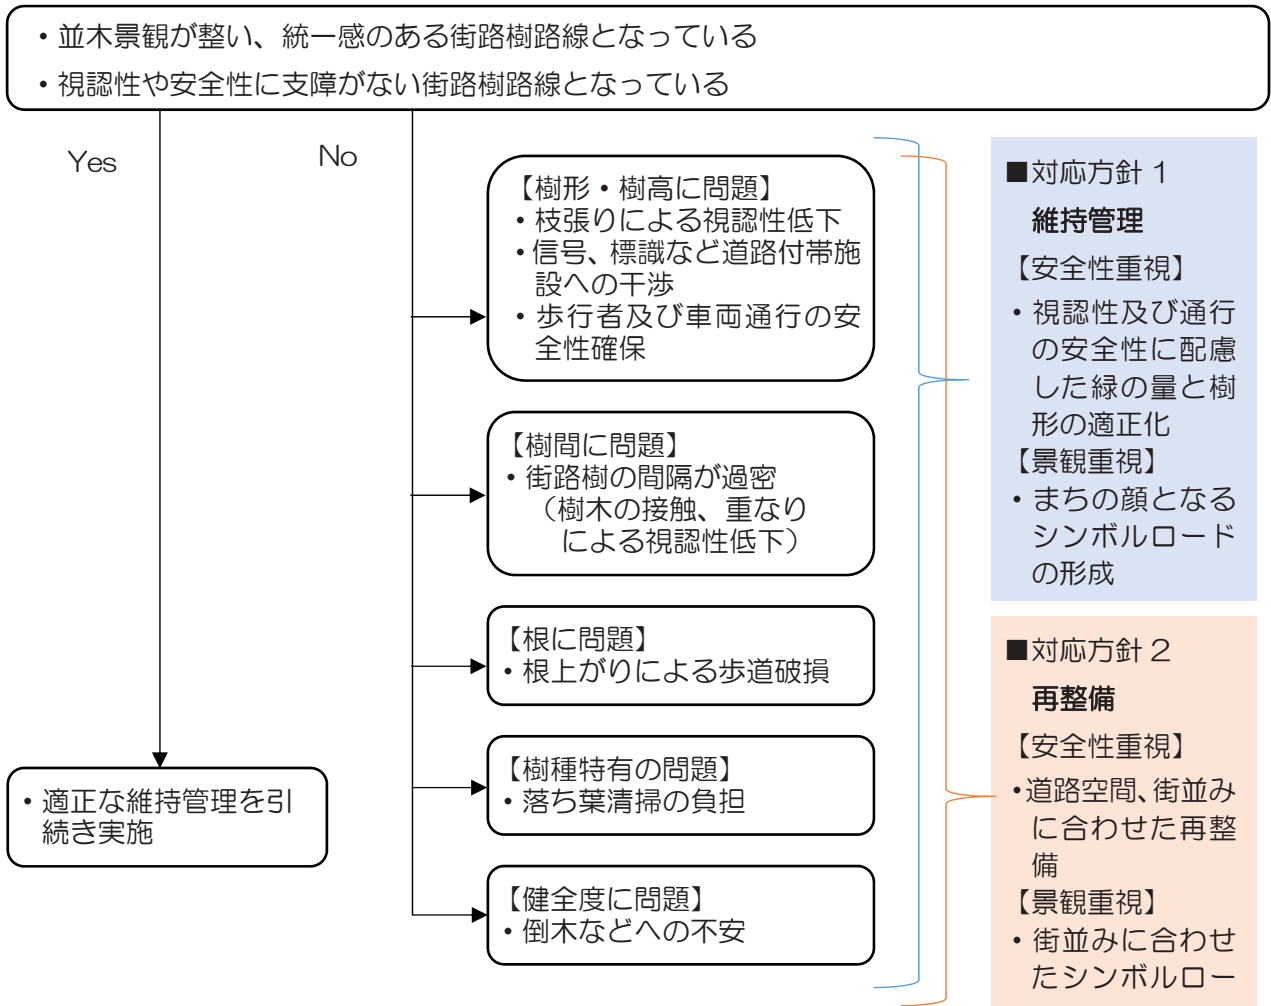 ・並木景観が整い、統一感のある街路樹路線となっている
・視認性や安全性に支障がない街路樹路線となっている
Yes
No
【樹形・樹高に問題】
・枝張りによる視認性低下
・信号、標識など道路付帯施
設への干渉
・歩行者及び車両通行の安
全性確保
【樹間に問題】
・街路樹の間隔が過密
（樹木の接触、重なり
による視認性低下）
【根に問題】
・根上がりによる歩道破損
【樹種特有の問題】
・落ち葉清掃の負担
【健全度に問題】
・倒木などへの不安
・適正な維持管理を引
続き実施
■対応方針 1
維持管理
【安全性重視】
・視認性及び通行
の安全性に配慮
した緑の量と樹
形の適正化
【景観重視】
・まちの顔となる
シンボルロード
の形成
■対応方針 2
再整備
【安全性重視】
・道路空間、街並み
に合わせた再整
備
【景観重視】
・街並みに合わせ
たシンボルロー